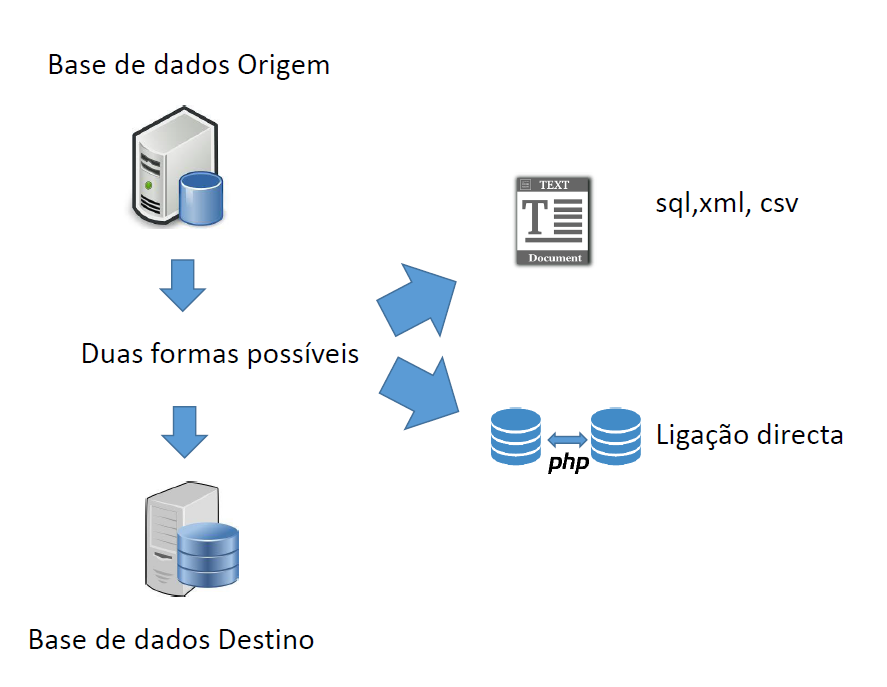 Base de dados Origem
TEXT
T
Document
sql,xml, csv
Duas formas possíveis
php
Ligação directa
Base de dados Destino